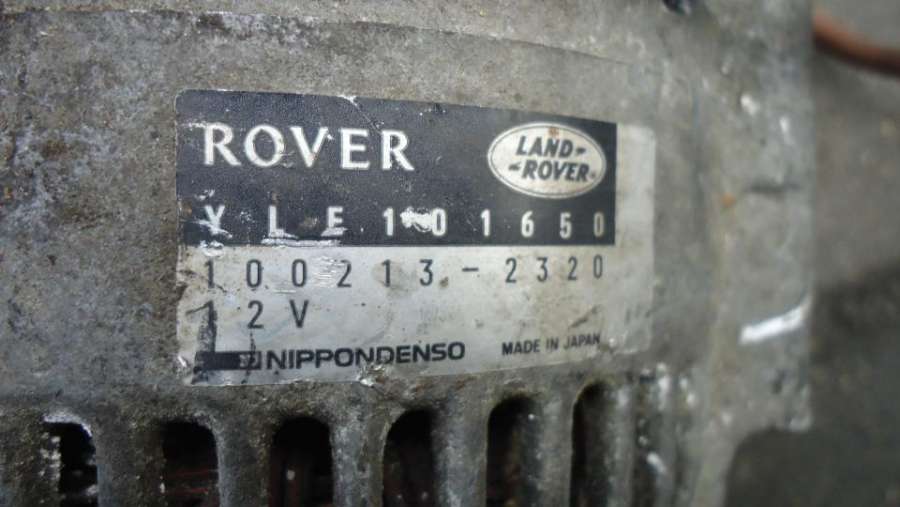 ROVER
LAND-
-ROVER
YLE101650
100213-2320
12V
NIPPONDENSO MADE IN JAPAN